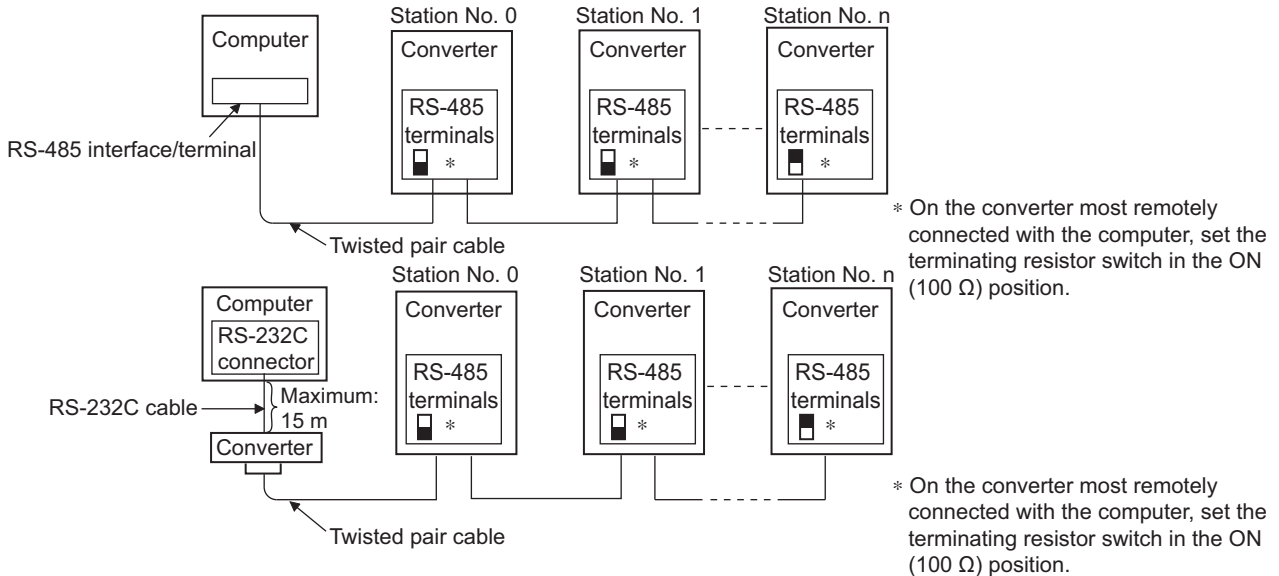 Station No. 0
Station No. 1
Station No. n
Computer
Converter
Converter
Converter
RS-485
terminals
*
RS-485
terminals
*
RS-485
terminals
*
RS-485 interface/terminal
Twisted pair cable
* On the converter most remotely
connected with the computer, set the
terminating resistor switch in the ON
(100 Ω) position.
Station No. 0
Station No. 1
Station No. n
Computer
RS-232C
connector
Converter
Converter
Converter
RS-485
terminals
*
RS-485
terminals
*
RS-485
terminals
*
RS-232C cable
Maximum:
15 m
Converter
Twisted pair cable
* On the converter most remotely
connected with the computer, set the
terminating resistor switch in the ON
(100 Ω) position.